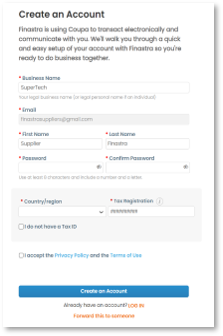 Create an Account
Finastra is using Coupa to transact electronically and
communicate with you. We'll walk you through a quick
and easy setup of your account with Finastra so you're
ready to do business together.
* Business Name
SuperTech
Your legal business name (or legal personal name if an individual)
* Email
finastrasuppliers@gmail.com
* First Name * Last Name
Supplier Finastra
* Password * Confirm Password
Use at least 8 characters and include a number and a letter.
* Country/region * Tax Registration i
#########
I do not have a Tax ID
I accept the Privacy Policy and the Terms of Use
Create an Account
Already have an account? LOG IN
Forward this to someone